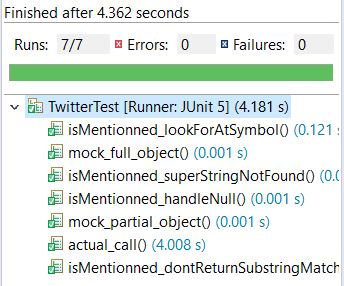 Finished after 4.362 seconds
Runs: 7/7 Errors: 0 Failures: 0
TwitterTest [Runner: JUnit 5] (4.181 s)
isMentionned_lookForAtSymbol() (0.121 s
mock_full_object() (0.001 s)
isMentionned_superStringNotFound() (0.0
isMentionned_handleNull() (0.001 s)
mock_partial_object() (0.001 s)
actual_call() (4.008 s)
isMentionned_dontReturnSubstringMatch